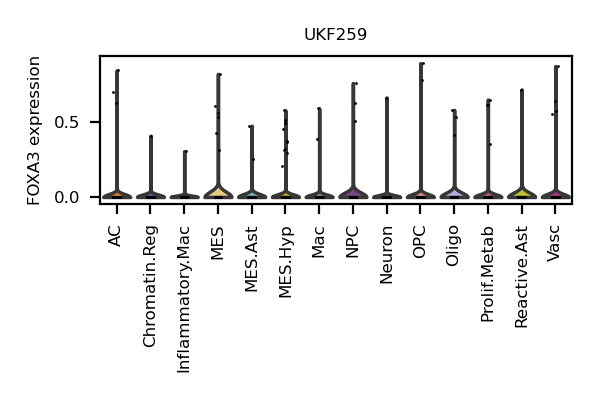 UKF259
FOXA3 expression
0.5
0.0
AC
Chromatin.Reg
Inflammatory.Mac
MES
MES.Ast
MES.Hyp
Mac
NPC
Neuron
OPC
Oligo
Prolif.Metab
Reactive.Ast
Vasc